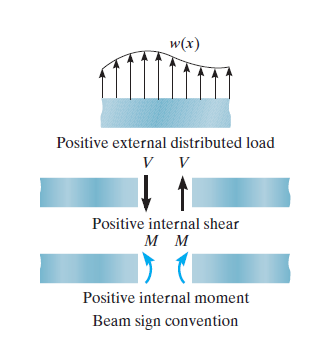 w(x)
Positive external distributed load
V V
Positive internal shear
M M
Positive internal moment
Beam sign convention